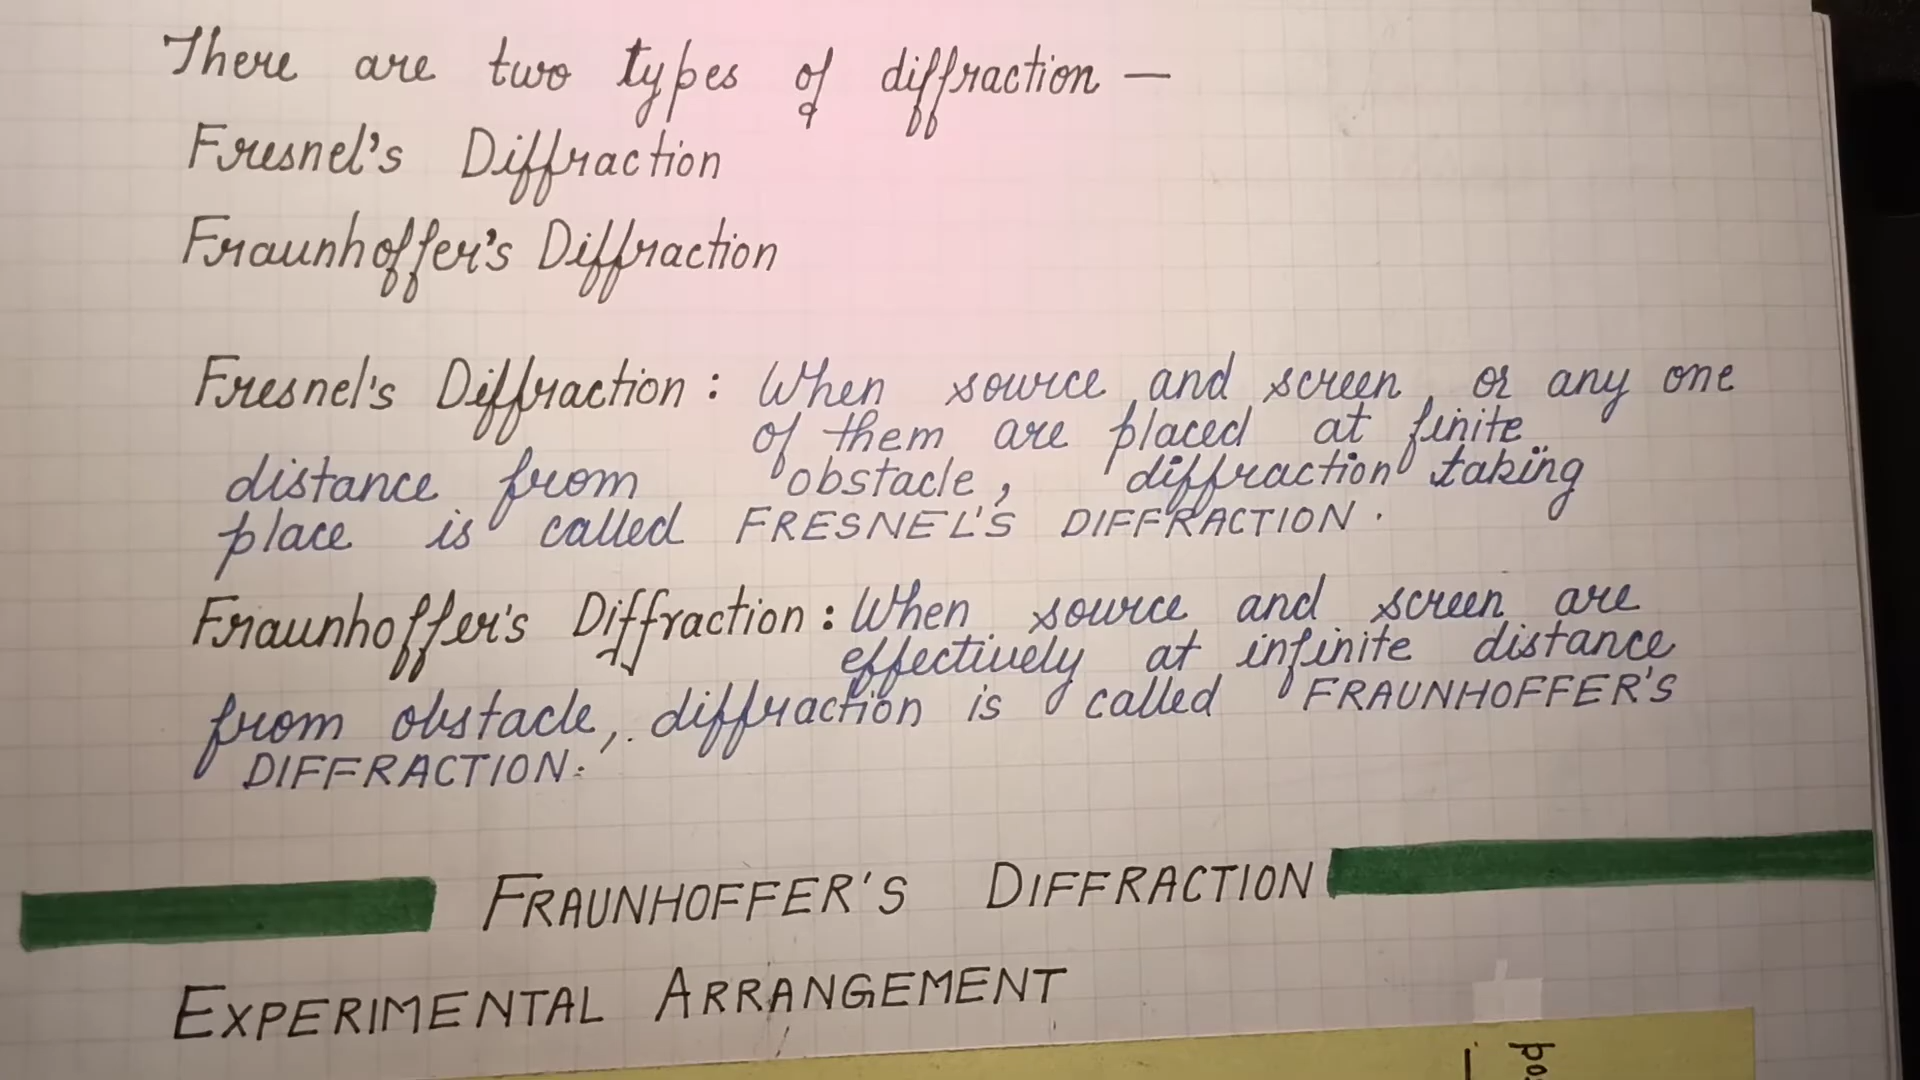 There are two types of diffraction —
Fresnel's Diffraction
Fraunhoffer's Diffraction
Fresnel's Diffraction : When source and screen, or any one
of them are placed at finite
distance from obstacle, diffraction taking
place is called FRESNEL'S DIFFRACTION.
Fraunhoffer's Diffraction : When source and screen are
effectively at infinite distance
from obstacle, diffraction is called FRAUNHOFFER'S
DIFFRACTION.
FRAUNHOFFER'S DIFFRACTION
EXPERIMENTAL ARRANGEMENT